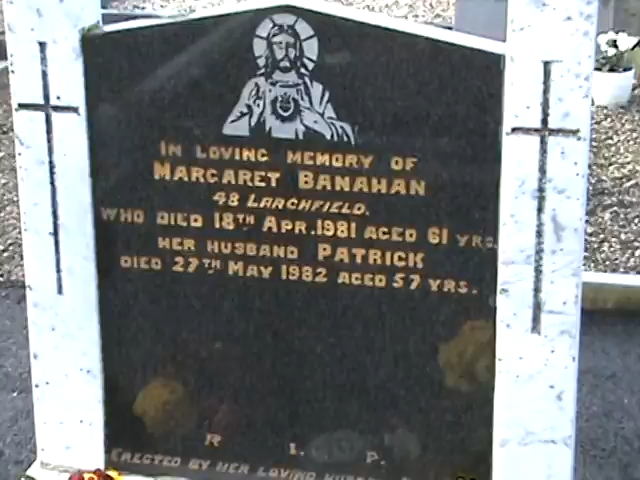 IN LOVING MEMORY OF
MARGARET BANAHAN
48 LARCHFIELD.
WHO DIED 18TH APR. 1981 AGED 61 YRS.
HER HUSBAND PATRICK
DIED 27TH MAY 1982 AGED 57 YRS.
R. I. P.
ERECTED BY HER LOVING